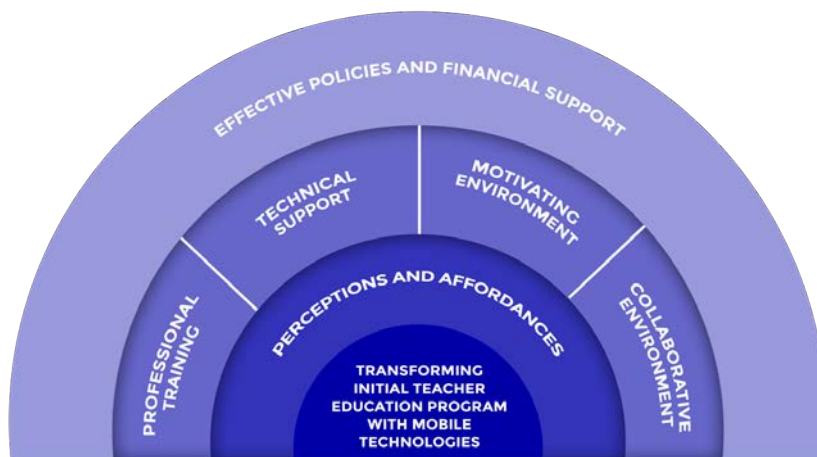 EFFECTIVE POLICIES AND FINANCIAL SUPPORT
TECHNICAL
SUPPORT
MOTIVATING
ENVIRONMENT
PROFESSIONAL
TRAINING
COLLABORATIVE
ENVIRONMENT
PERCEPTIONS AND AFFORDANCES
TRANSFORMING
INITIAL TEACHER
EDUCATION PROGRAM
WITH MOBILE
TECHNOLOGIES